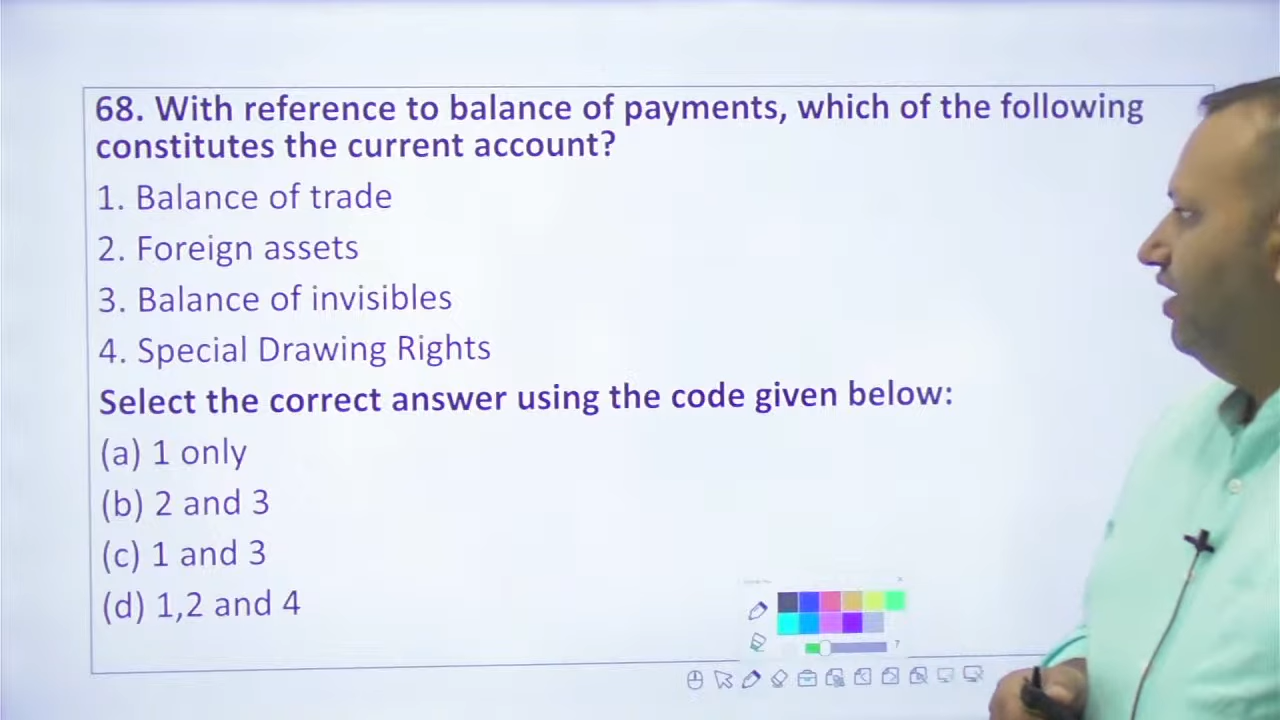 68. With reference to balance of payments, which of the following
constitutes the current account?
1. Balance of trade
2. Foreign assets
3. Balance of invisibles
4. Special Drawing Rights
Select the correct answer using the code given below:
(a) 1 only
(b) 2 and 3
(c) 1 and 3
(d) 1,2 and 4
7